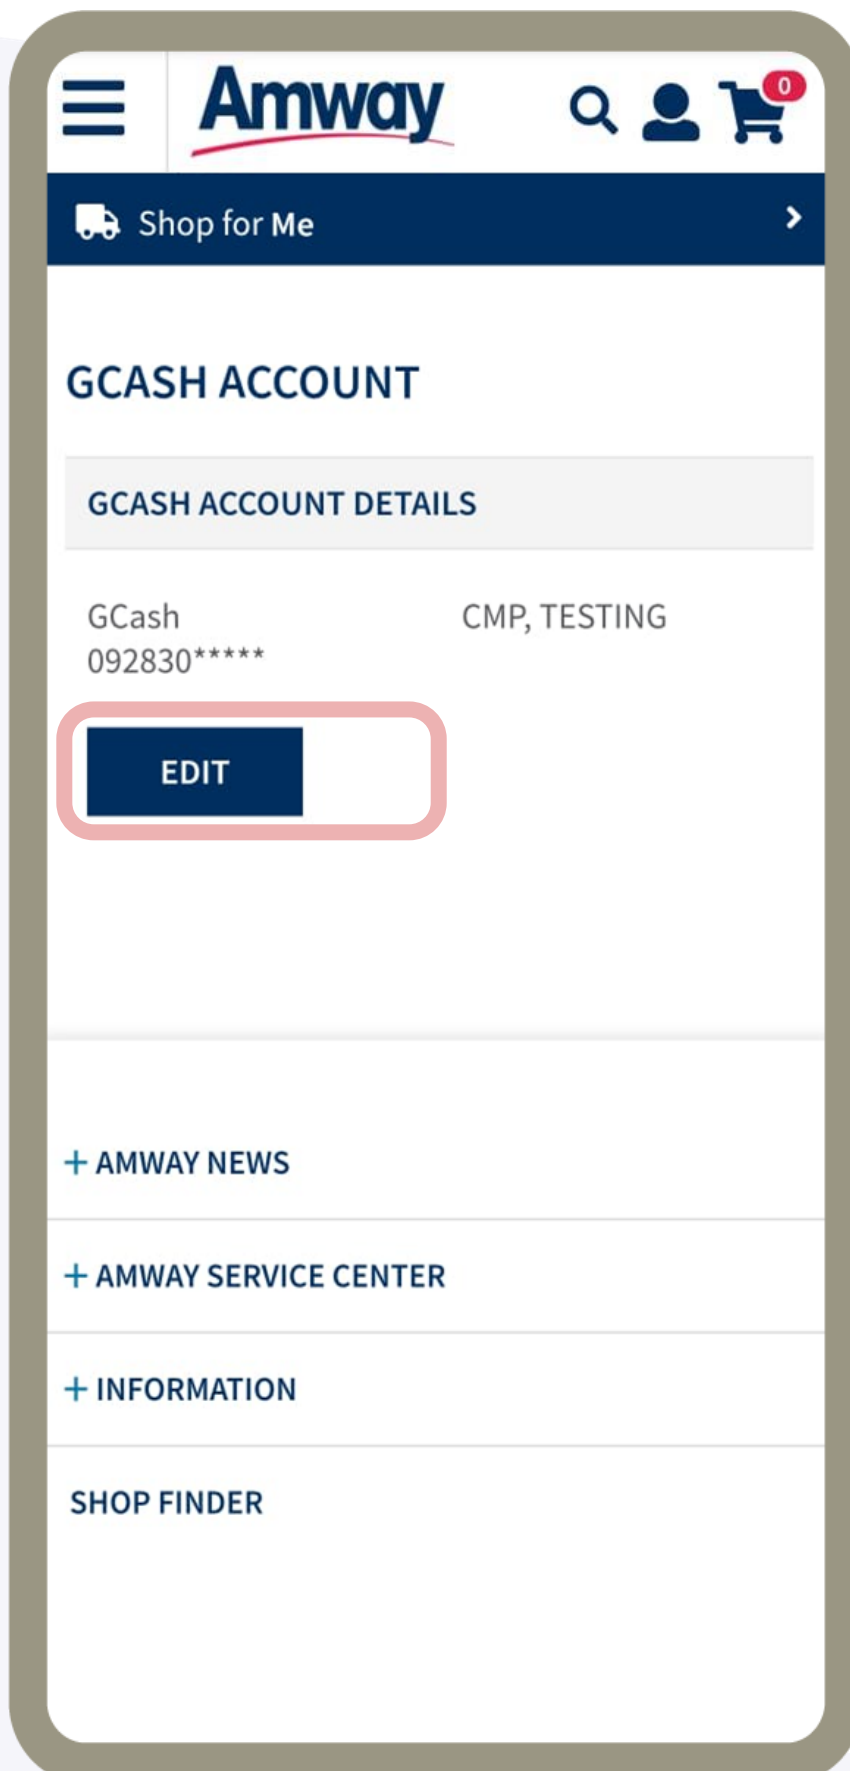 Amway
0
Shop for Me
GCASH ACCOUNT
GCASH ACCOUNT DETAILS
GCash
CMP, TESTING
092830*****
EDIT
+ AMWAY NEWS
+ AMWAY SERVICE CENTER
+ INFORMATION
SHOP FINDER